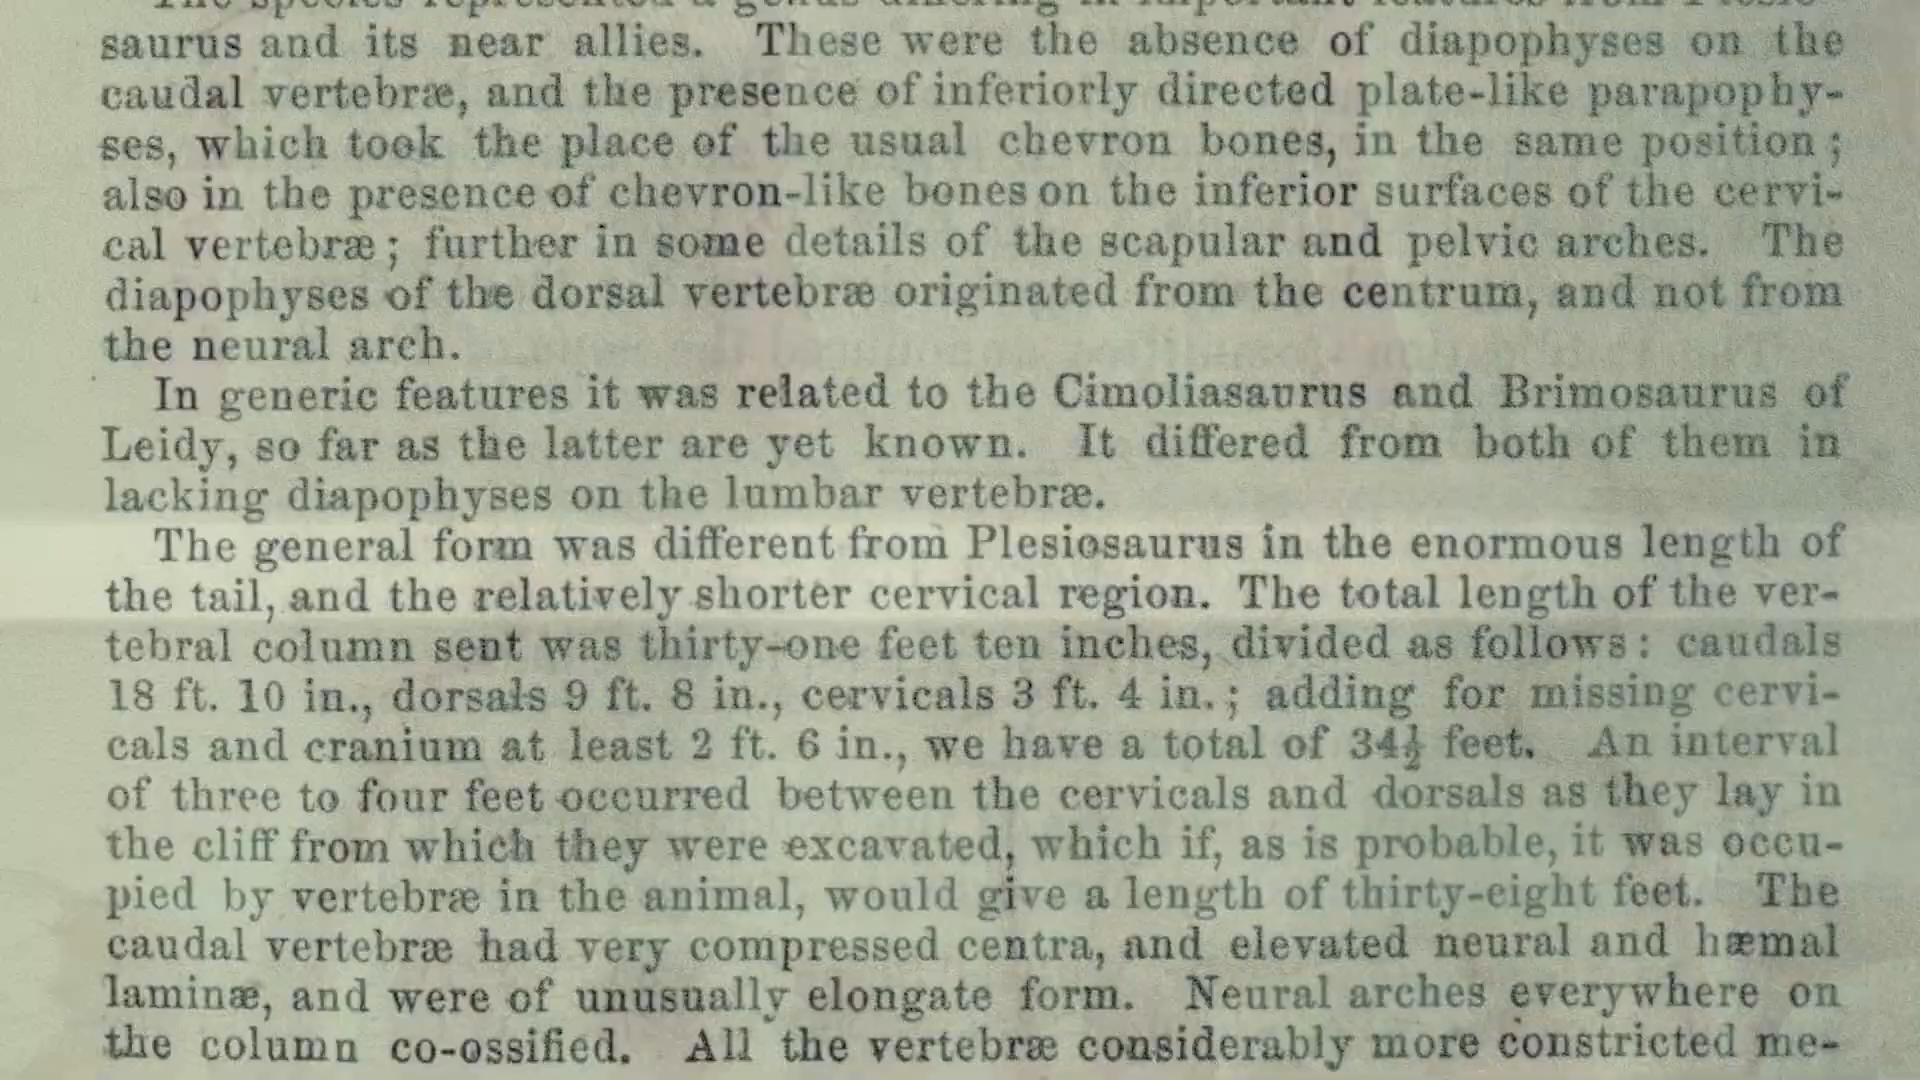 The species represented a genus differing in important features from Plesio-
saurus and its near allies. These were the absence of diapophyses on the
caudal vertebræ, and the presence of inferiorly directed plate-like parapophy-
ses, which took the place of the usual chevron bones, in the same position;
also in the presence of chevron-like bones on the inferior surfaces of the cervi-
cal vertebræ; further in some details of the scapular and pelvic arches. The
diapophyses of the dorsal vertebræ originated from the centrum, and not from
the neural arch.
In generic features it was related to the Cimoliasaurus and Brimosaurus of
Leidy, so far as the latter are yet known. It differed from both of them in
lacking diapophyses on the lumbar vertebræ.
The general form was different from Plesiosaurus in the enormous length of
the tail, and the relatively shorter cervical region. The total length of the ver-
tebral column sent was thirty-one feet ten inches, divided as follows: caudals
18 ft. 10 in., dorsals 9 ft. 8 in., cervicals 3 ft. 4 in.; adding for missing cervi-
cals and cranium at least 2 ft. 6 in., we have a total of 34½ feet. An interval
of three to four feet occurred between the cervicals and dorsals as they lay in
the cliff from which they were excavated, which if, as is probable, it was occu-
pied by vertebræ in the animal, would give a length of thirty-eight feet. The
caudal vertebræ had very compressed centra, and elevated neural and hæmal
laminæ, and were of unusually elongate form. Neural arches everywhere on
the column co-ossified. All the vertebræ considerably more constricted me-